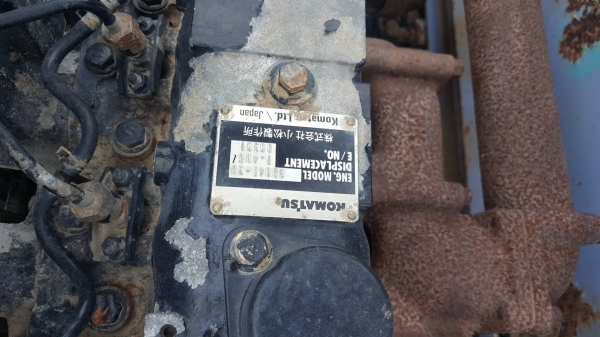 KOMATSU
ENG. MODEL
DISPLACEMENT
E / NO.
株式会社 小松製作所
Komatsu Ltd. / Japan